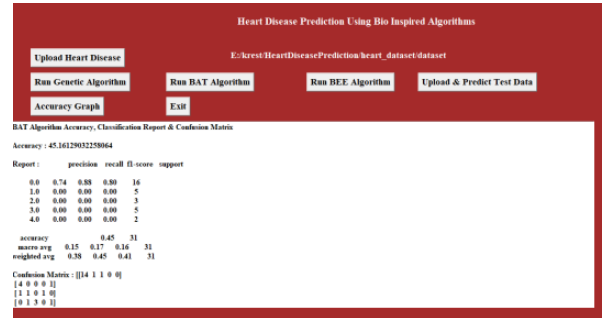 Heart Disease Prediction Using Bio Inspired Algorithms
Upload Heart Disease E:/krest/HeartDiseasePrediction/heart_dataset/dataset
Run Genetic Algorithm Run BAT Algorithm Run BEE Algorithm Upload & Predict Test Data
Accuracy Graph Exit
BAT Algorithm Accuracy, Classification Report & Confusion Matrix
Accuracy : 45.16129032258064
Report : precision recall f1-score support
0.0 0.74 0.88 0.80 16
1.0 0.00 0.00 0.00 5
2.0 0.00 0.00 0.00 3
3.0 0.00 0.00 0.00 5
4.0 0.00 0.00 0.00 2
accuracy 0.45 31
macro avg 0.15 0.17 0.16 31
weighted avg 0.38 0.45 0.41 31
Confusion Matrix : [[14 1 1 0 0]
[ 4 0 0 0 1]
[ 1 1 0 1 0]
[ 0 1 3 0 1]